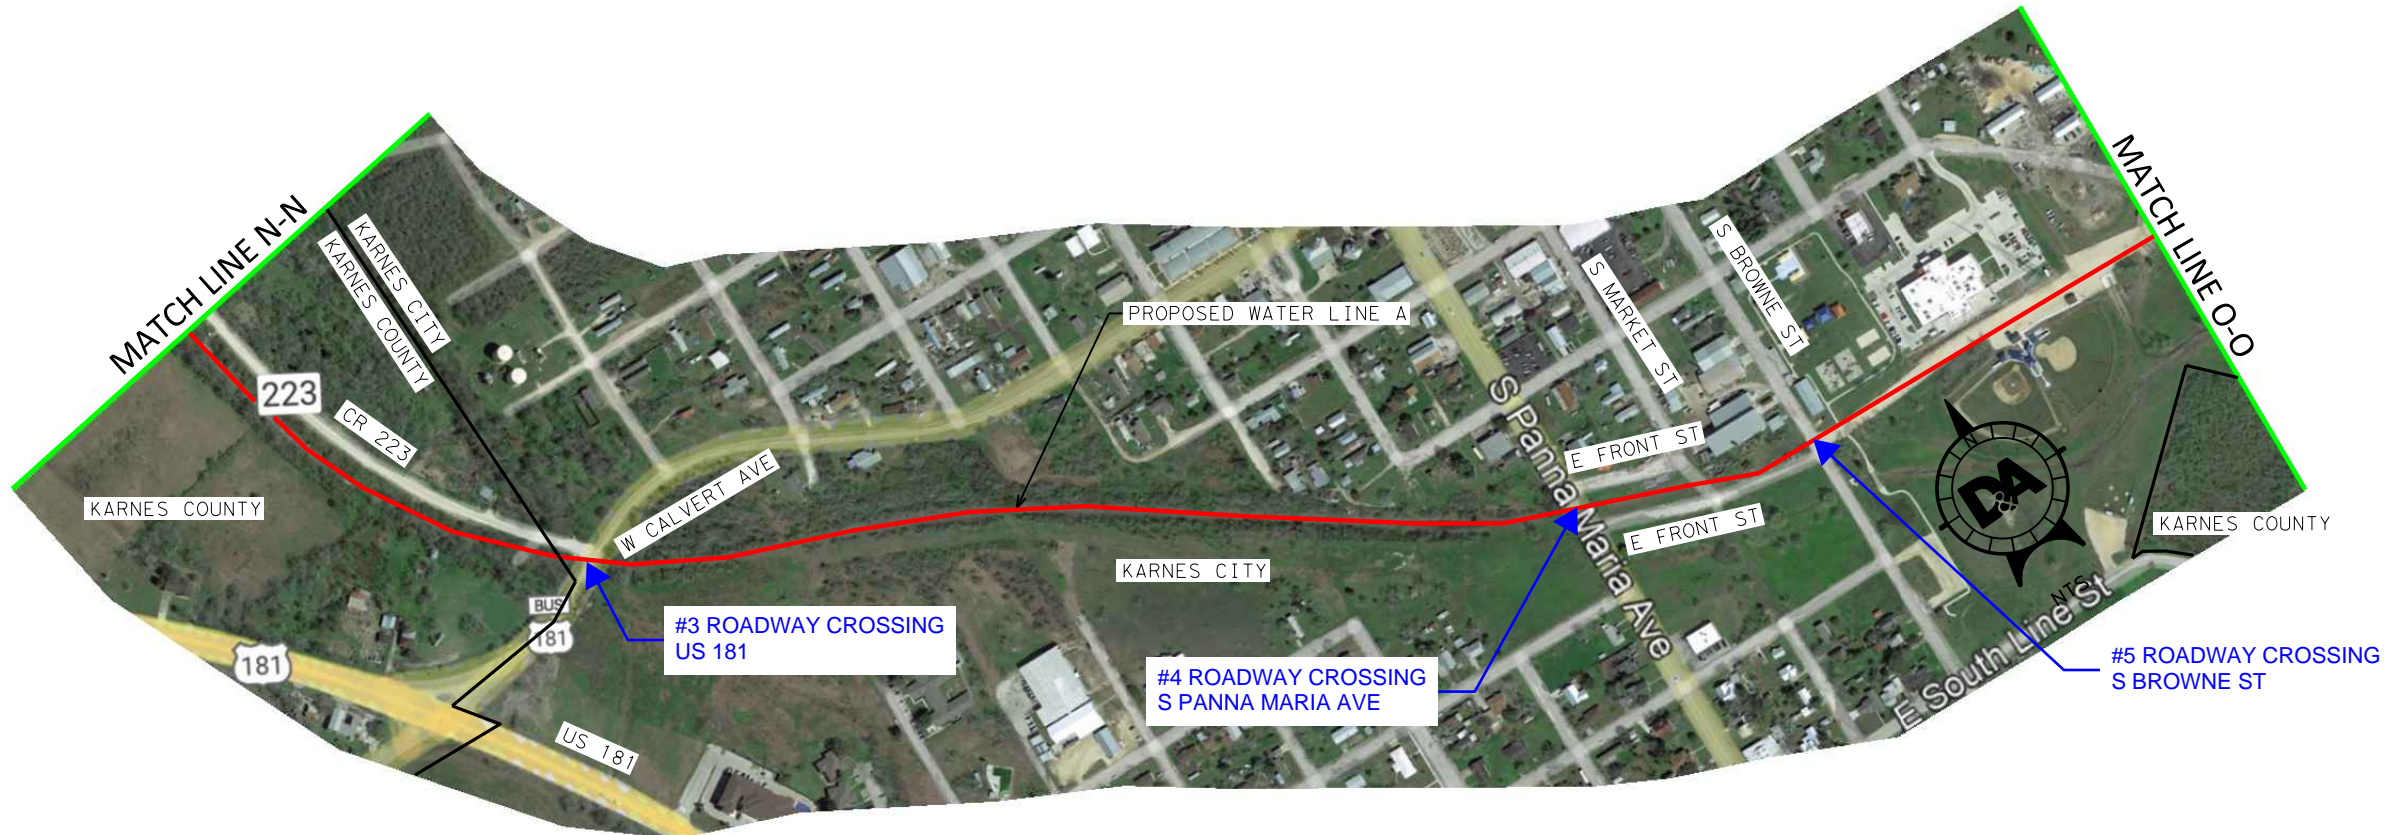 MATCH LINE N-N
KARNES CITY
KARNES COUNTY
223
CR 223
KARNES COUNTY
W CALVERT AVE
BUS
181
181
US 181
#3 ROADWAY CROSSING
US 181
PROPOSED WATER LINE A
KARNES CITY
S Panna Maria Ave
S MARKET ST
S BROWNE ST
E FRONT ST
E FRONT ST
#4 ROADWAY CROSSING
S PANNA MARIA AVE
MATCH LINE O-O
N
D&A
NTS
KARNES COUNTY
E South Line St
#5 ROADWAY CROSSING
S BROWNE ST